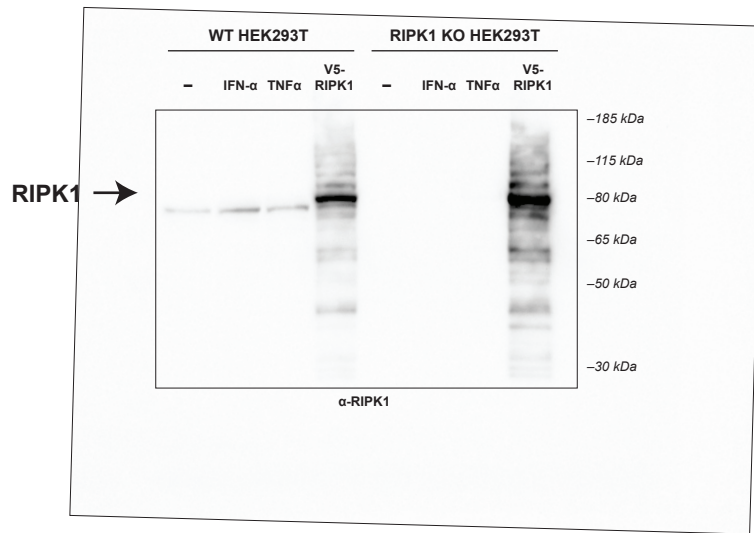 WT HEK293T RIPK1 KO HEK293T
– IFN-α TNFα V5-RIPK1 – IFN-α TNFα V5-RIPK1
–185 kDa
–115 kDa
RIPK1
–80 kDa
–65 kDa
–50 kDa
–30 kDa
α-RIPK1